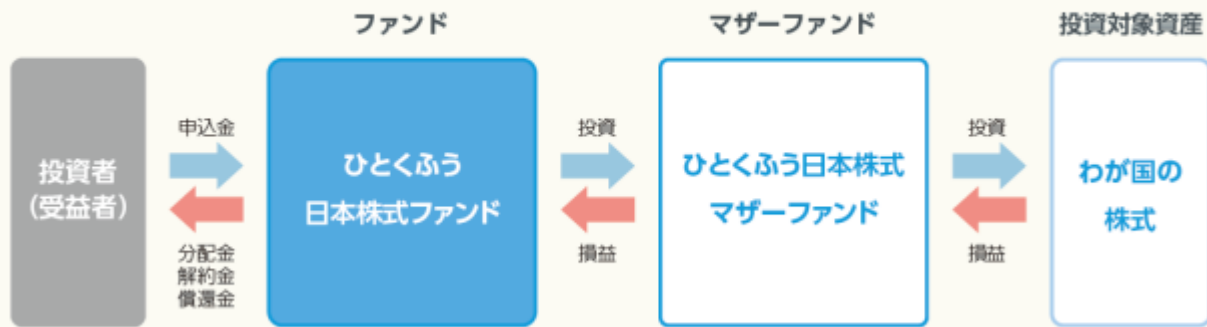 ファンド
マザーファンド
投資対象資産
投資者
(受益者)
申込金
分配金
解約金
償還金
ひとくふう
日本株式ファンド
投資
損益
ひとくふう日本株式
マザーファンド
投資
損益
わが国の
株式